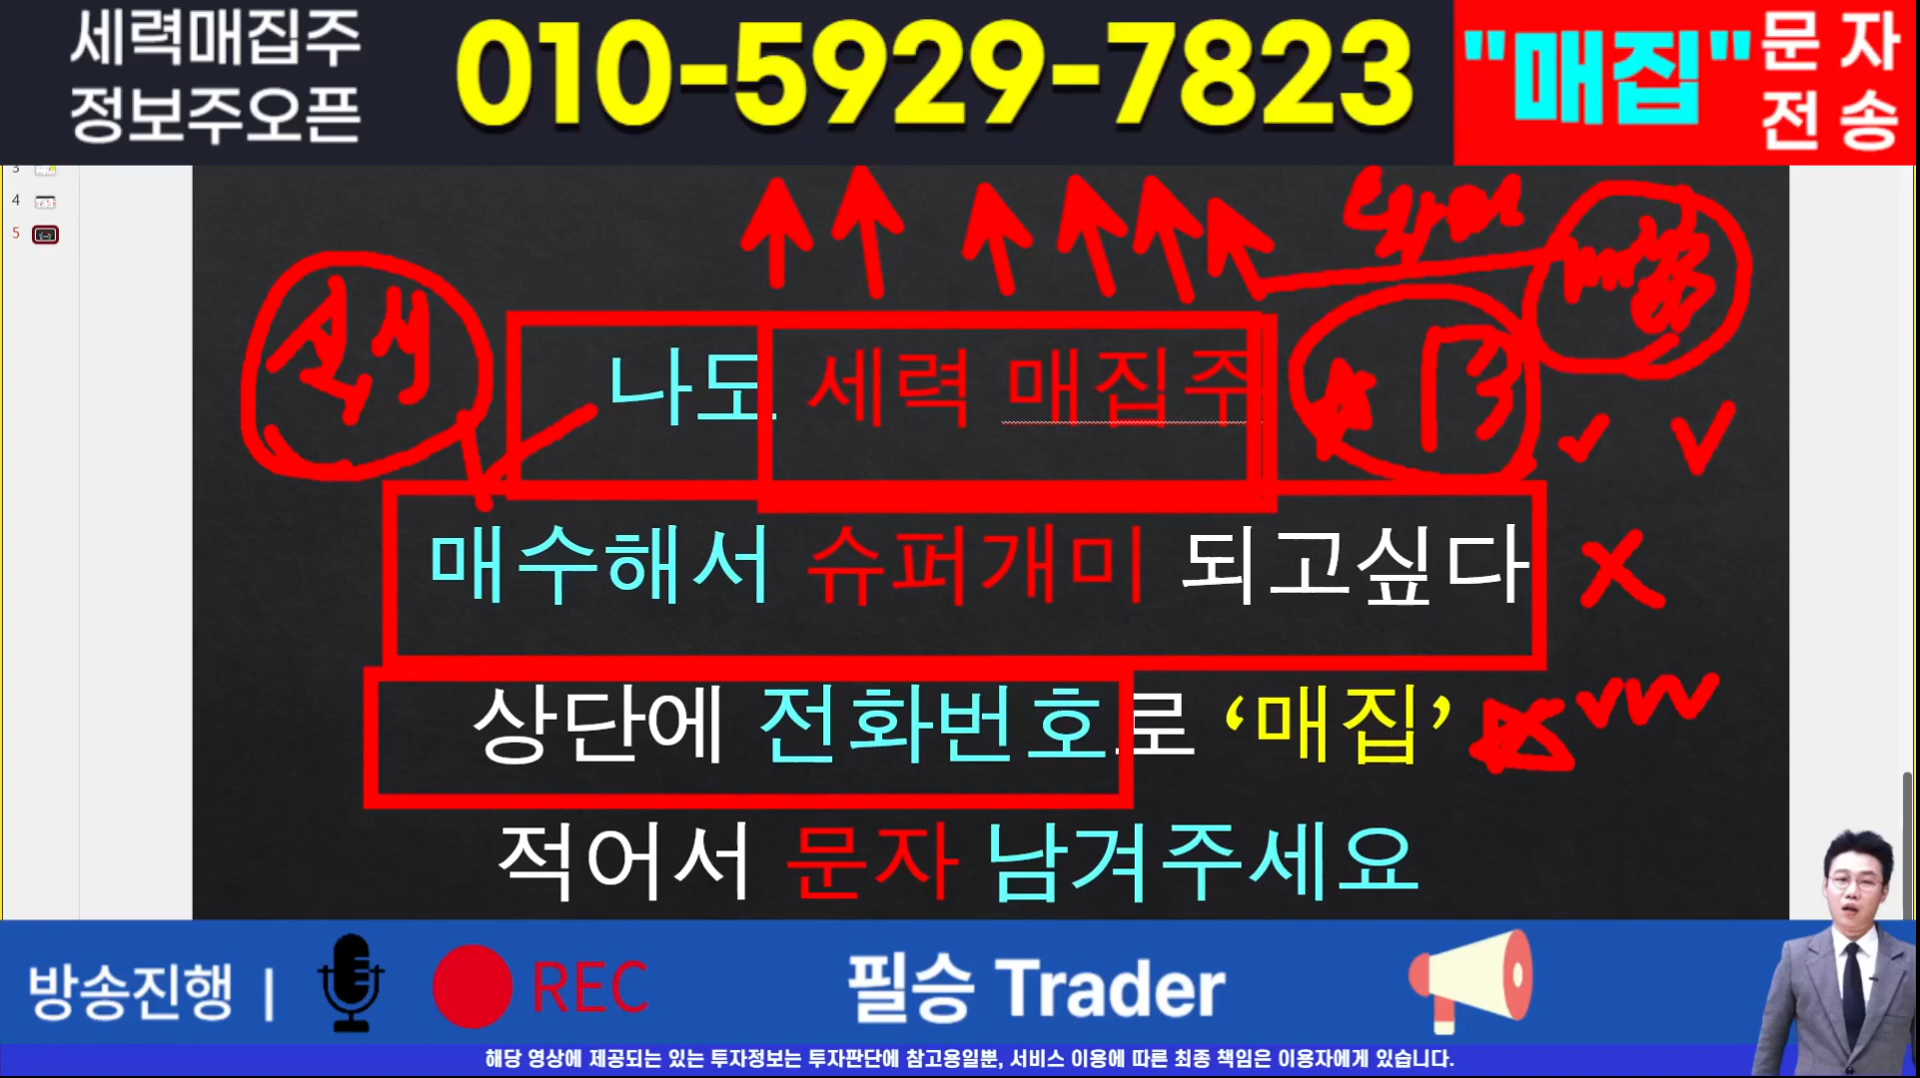 세력매집주
정보주오픈
010-5929-7823
"매집"
문자
전송
4
5
나도 세력 매집주
매수해서 슈퍼개미 되고싶다
상단에 전화번호로 ‘매집’
적어서 문자 남겨주세요
방송진행 |
REC
필승 Trader
해당 영상에 제공되는 있는 투자정보는 투자판단에 참고용일뿐, 서비스 이용에 따른 최종 책임은 이용자에게 있습니다.